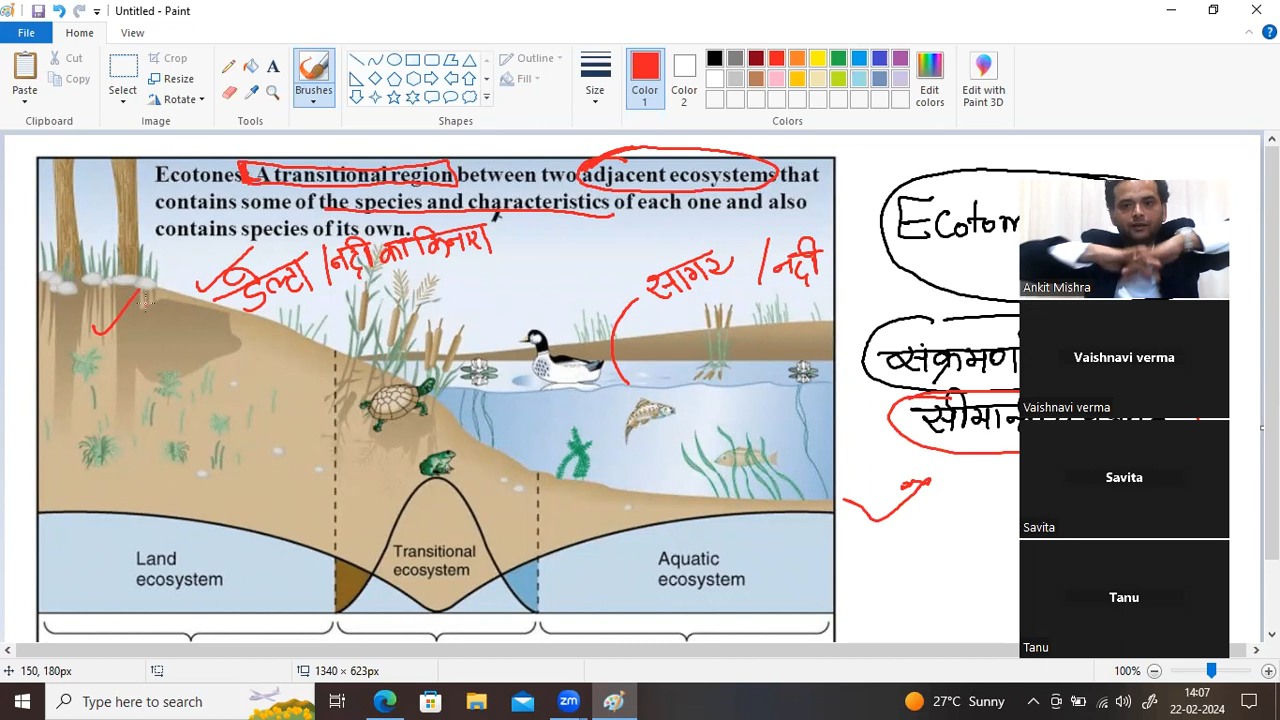 Untitled - Paint
File
Home
View
Paste
Cut
Copy
Clipboard
Select
Crop
Resize
Rotate
Image
Tools
Brushes
Outline
Fill
Shapes
Size
Color 1
Color 2
Edit colors
Colors
Edit with Paint 3D
Ecotones: A transitional region between two adjacent ecosystems that
contains some of the species and characteristics of each one and also
contains species of its own.
डेल्टा / नदी का किनारा
सागर / नदी
Land
ecosystem
Transitional
ecosystem
Aquatic
ecosystem
Ankit Mishra
Vaishnavi verma
Vaishnavi verma
Savita
Savita
Tanu
Tanu
150, 180px
1340 × 623px
100%
Type here to search
zm
27°C Sunny
14:07
22-02-2024